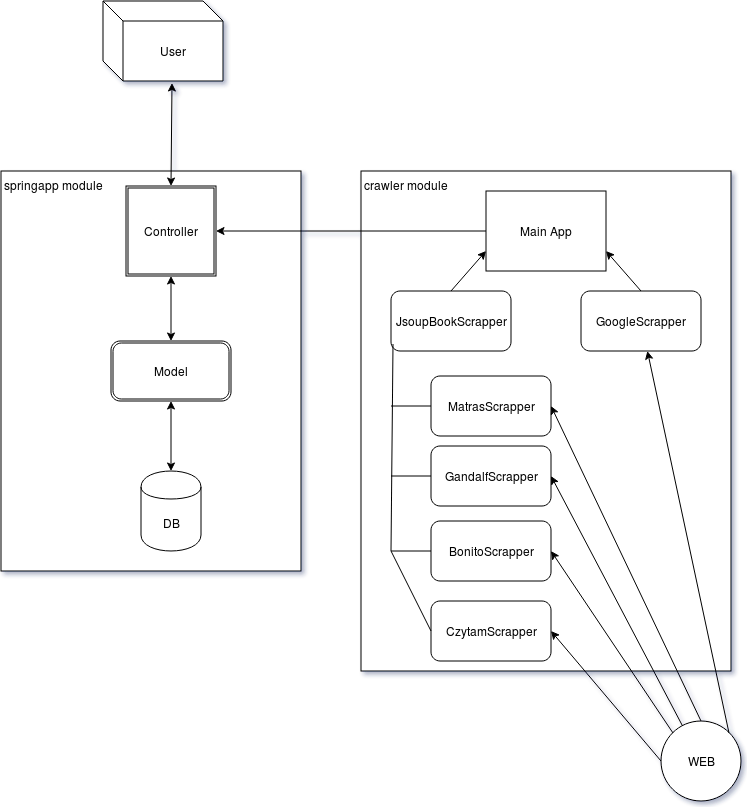 User
springapp module
Controller
Model
DB
crawler module
Main App
JsoupBookScrapper
GoogleScrapper
MatrasScrapper
GandalfScrapper
BonitoScrapper
CzytamScrapper
WEB